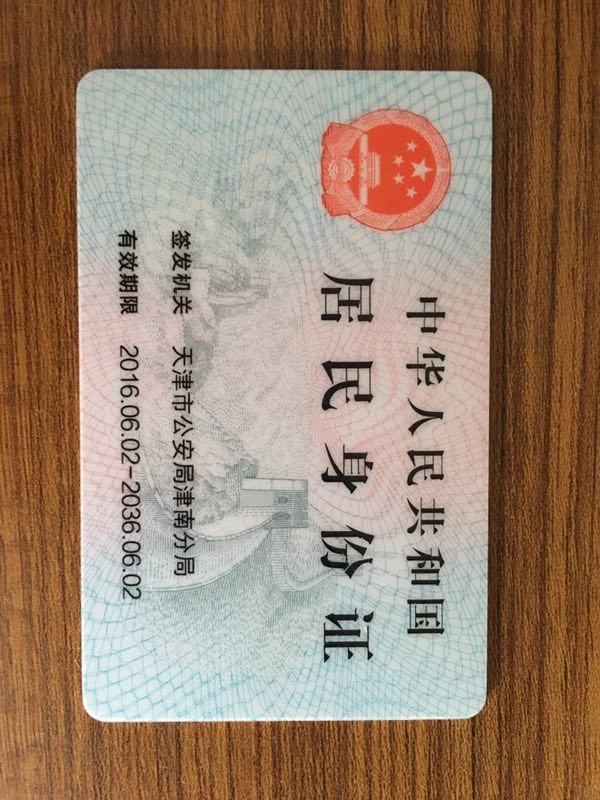 中华人民共和国
居民身份证
签发机关 天津市公安局津南分局
有效期限 2016.06.02-2036.06.02